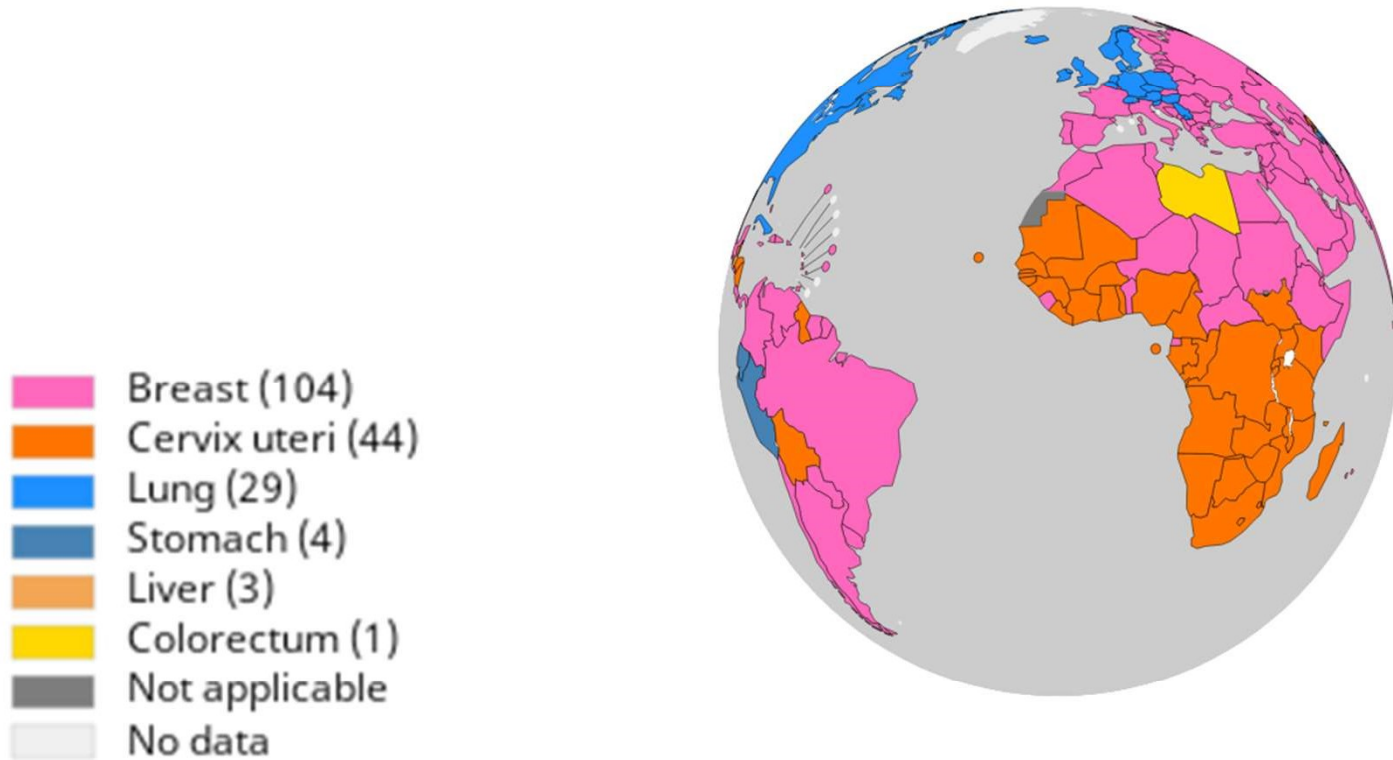 Breast (104)
Cervix uteri (44)
Lung (29)
Stomach (4)
Liver (3)
Colorectum (1)
Not applicable
No data